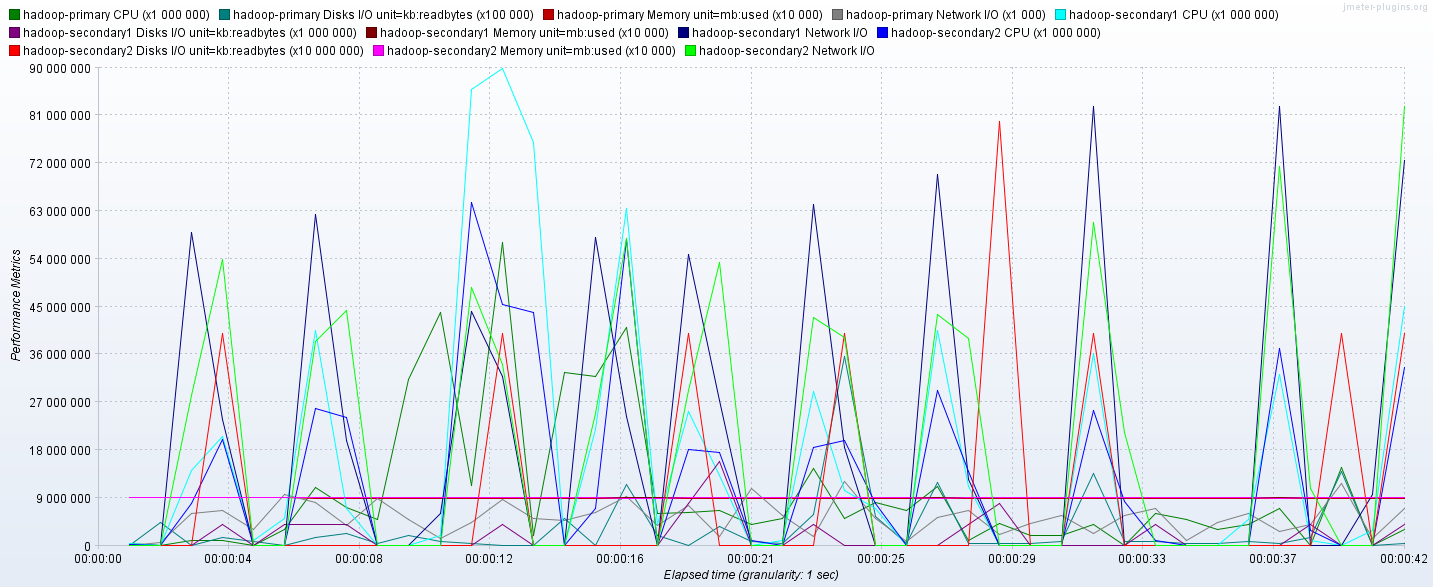 jmeter-plugins.org
hadoop-primary CPU (x1 000 000) hadoop-primary Disks I/O unit=kb:readbytes (x100 000) hadoop-primary Memory unit=mb:used (x10 000) hadoop-primary Network I/O (x1 000) hadoop-secondary1 CPU (x1 000 000)
hadoop-secondary1 Disks I/O unit=kb:readbytes (x1 000 000) hadoop-secondary1 Memory unit=mb:used (x10 000) hadoop-secondary1 Network I/O hadoop-secondary2 CPU (x1 000 000)
hadoop-secondary2 Disks I/O unit=kb:readbytes (x10 000 000) hadoop-secondary2 Memory unit=mb:used (x10 000) hadoop-secondary2 Network I/O
90 000 000
81 000 000
72 000 000
63 000 000
54 000 000
45 000 000
36 000 000
27 000 000
18 000 000
9 000 000
0
Performance Metrics
00:00:00 00:00:04 00:00:08 00:00:12 00:00:16 00:00:21 00:00:25 00:00:29 00:00:33 00:00:37 00:00:42
Elapsed time (granularity: 1 sec)